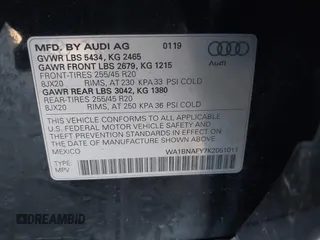 MFD. BY AUDI AG 0119
GVWR LBS 5434, KG 2465
GAWR FRONT LBS 2679, KG 1215
FRONT-TIRES 255/45 R20
8JX20 RIMS, AT 230 KPA 33 PSI COLD
GAWR REAR LBS 3042, KG 1380
REAR-TIRES 255/45 R20
8JX20 RIMS, AT 250 KPA 36 PSI COLD
Audi
THIS VEHICLE CONFORMS TO ALL APPLICABLE
U.S. FEDERAL MOTOR VEHICLE SAFETY
STANDARDS IN EFFECT ON THE DATE OF
MANUFACTURE SHOWN ABOVE.
MEXICO WA1BNAFY7K2051011
TYPE:
MPV
DREAMBID